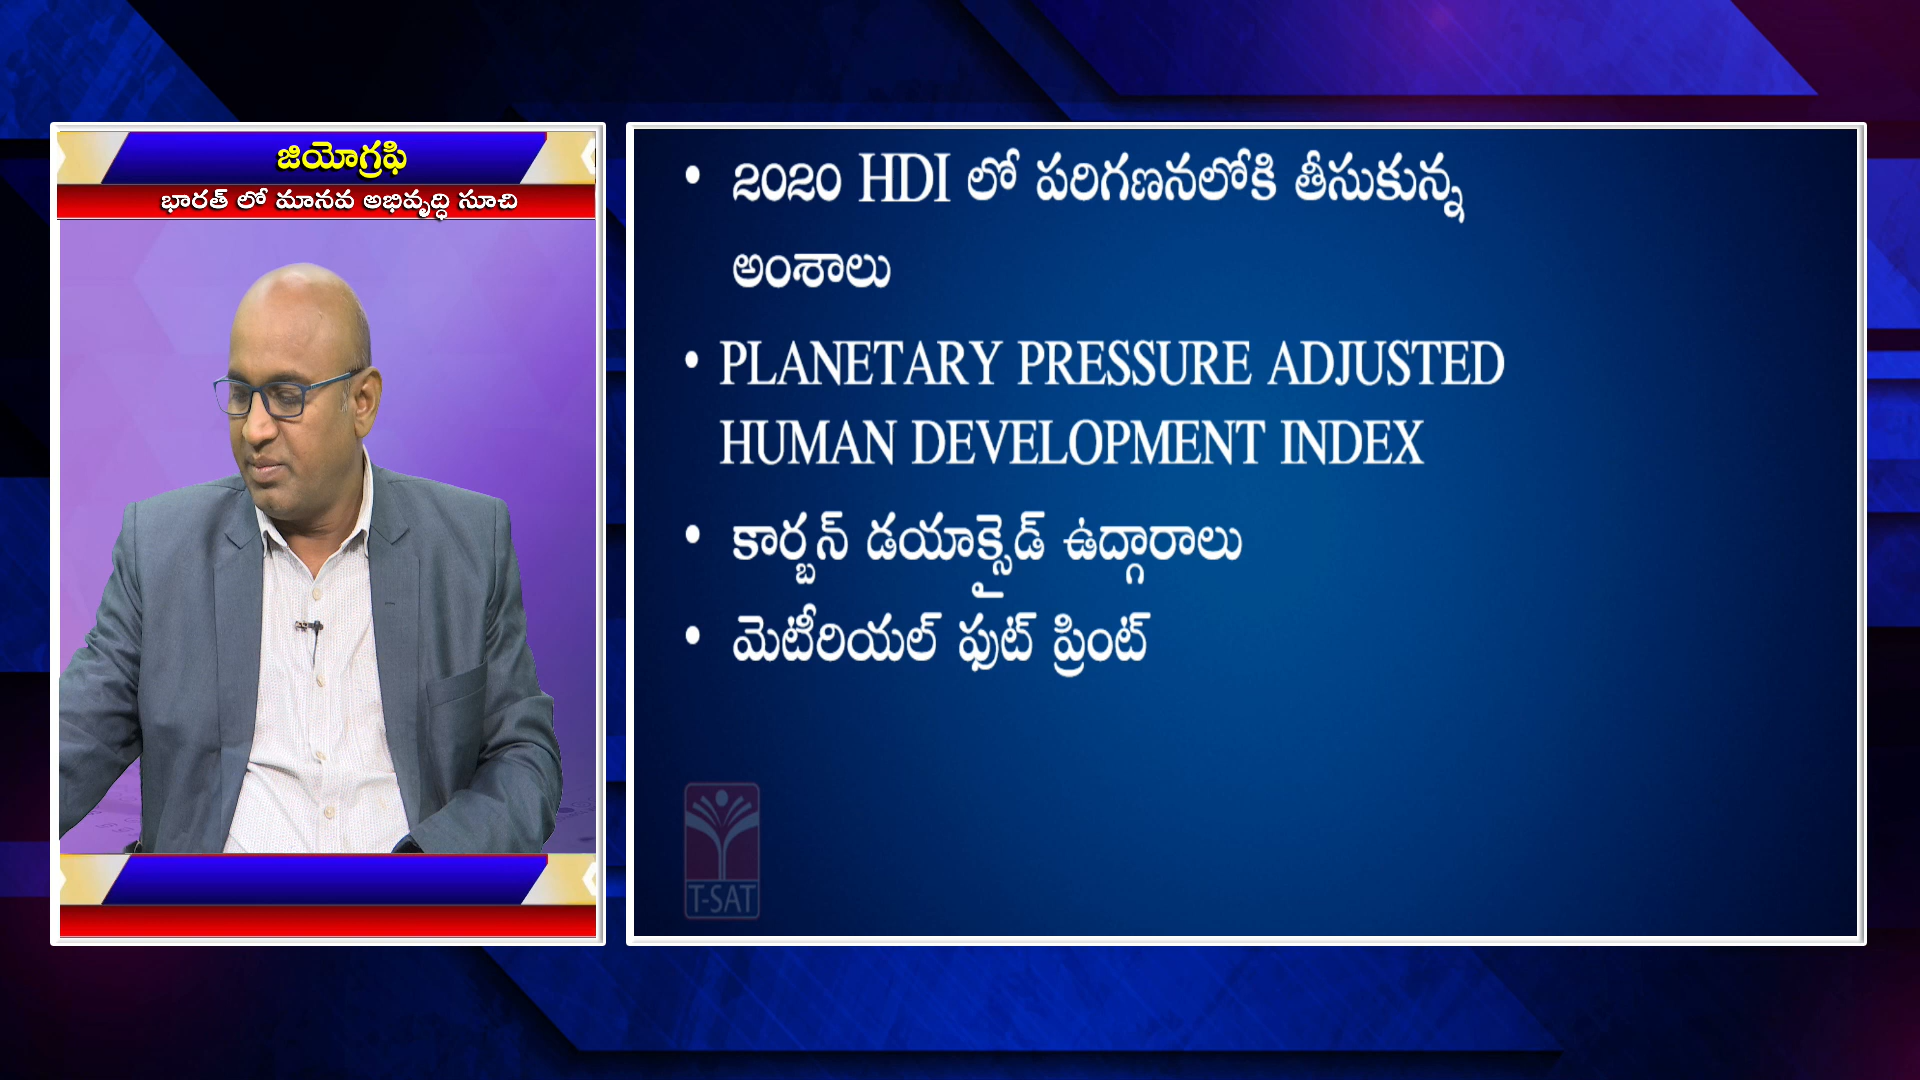 జియోగ్రఫి
భారత్ లో మానవ అభివృద్ధి సూచి
• 2020 HDI లో పరిగణనలోకి తీసుకున్న
అంశాలు
• PLANETARY PRESSURE ADJUSTED
HUMAN DEVELOPMENT INDEX
• కార్బన్ డయాక్సైడ్ ఉద్గారాలు
• మెటీరియల్ ఫుట్ ప్రింట్
T-SAT